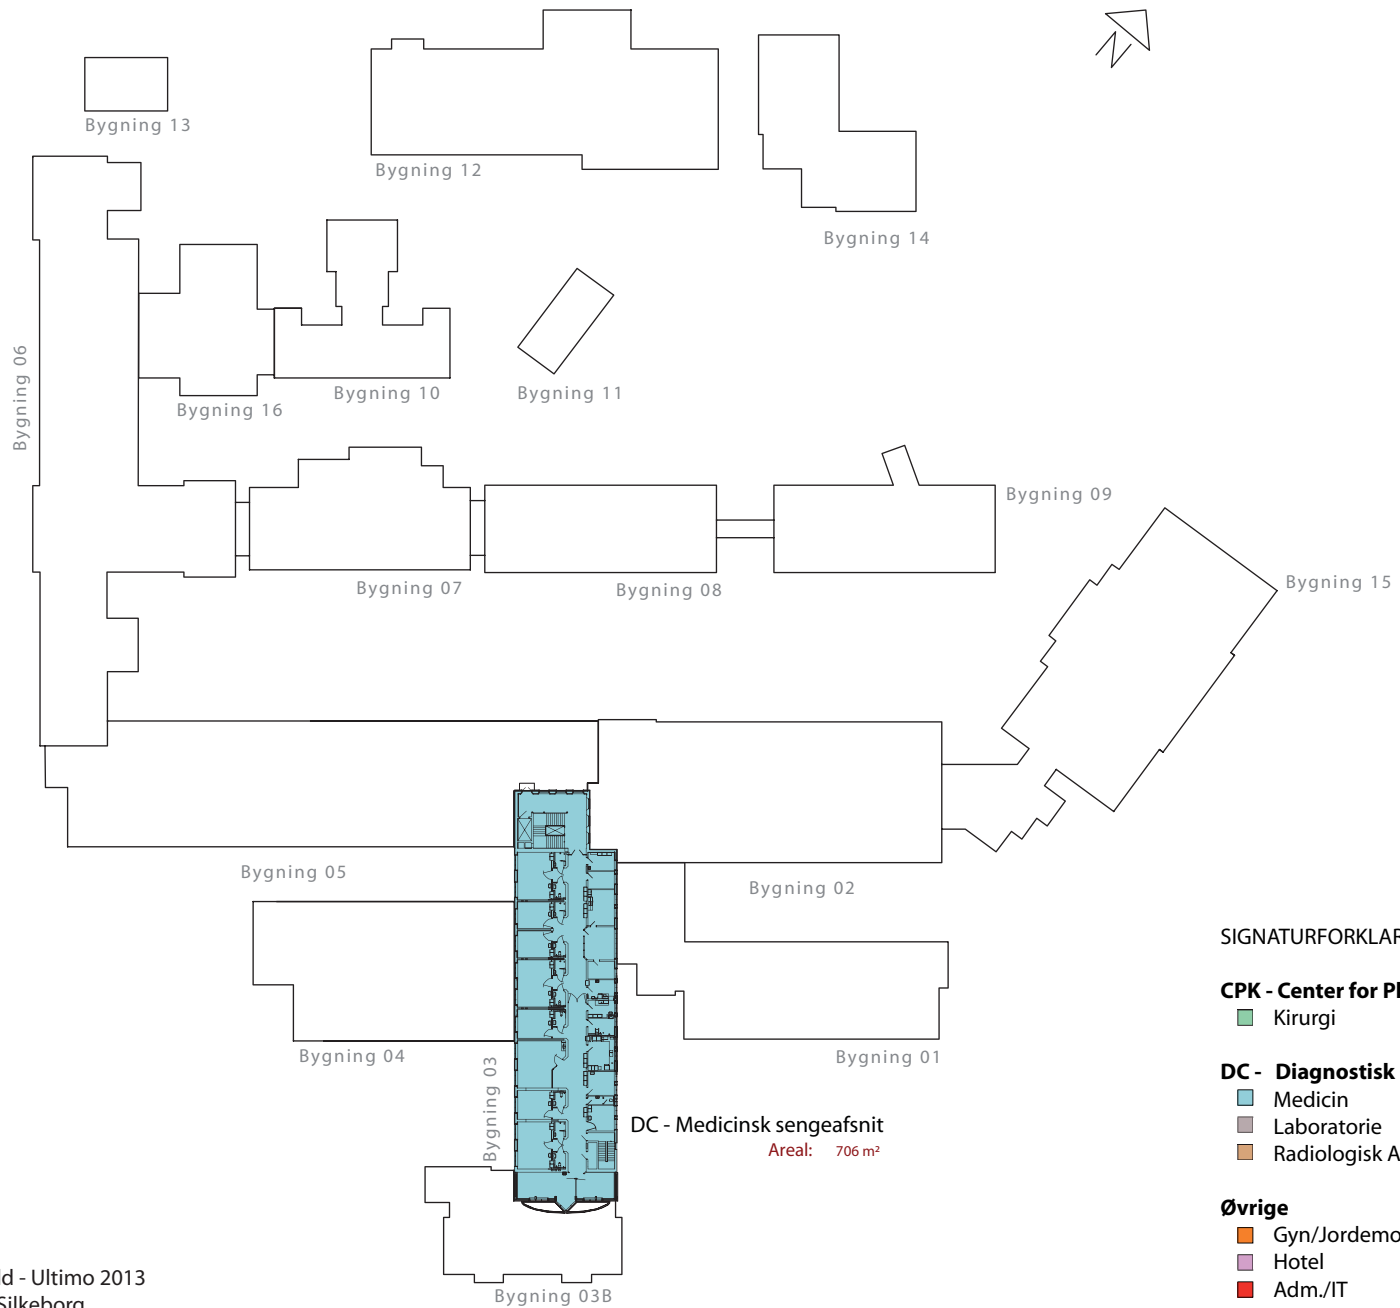 Bygning 13
Bygning 12
Bygning 14
Bygning 06
Bygning 16
Bygning 10
Bygning 11
Bygning 09
Bygning 07
Bygning 08
Bygning 15
Bygning 05
Bygning 02
Bygning 04
Bygning 03
Bygning 01
DC - Medicinsk sengeafsnit
Areal: 706 m²
Bygning 03B
SIGNATURFORKLAR
CPK - Center for Pl
Kirurgi
DC - Diagnostisk
Medicin
Laboratorie
Radiologisk A
Øvrige
Gyn/Jordemo
Hotel
Adm./IT
ld - Ultimo 2013
Silkeborg